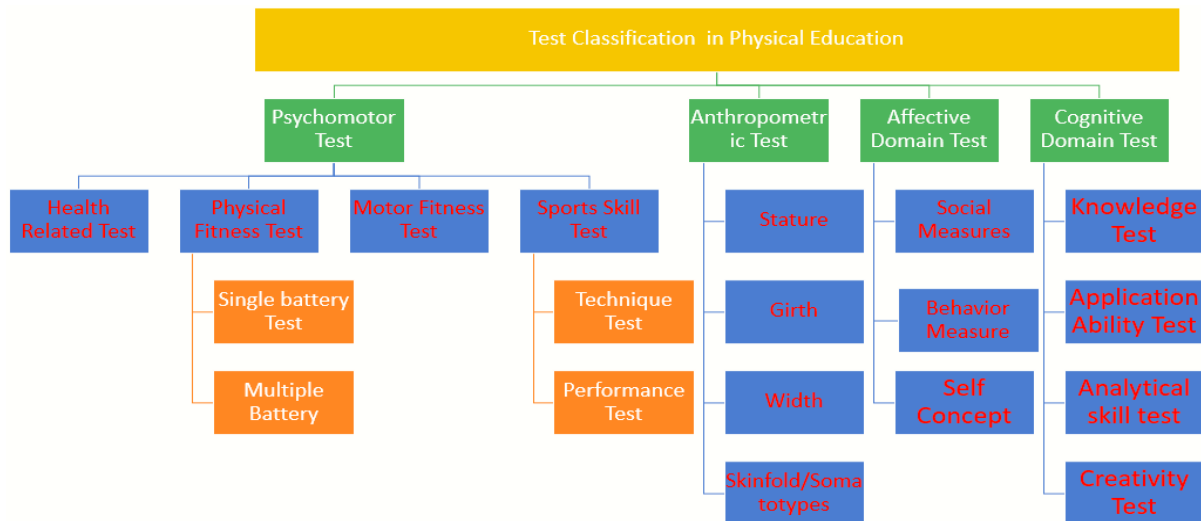 Test Classification in Physical Education
Psychomotor
Test
Anthropometr
ic Test
Affective
Domain Test
Cognitive
Domain Test
Health
Related Test
Physical
Fitness Test
Motor Fitness
Test
Sports Skill
Test
Single battery
Test
Multiple
Battery
Technique
Test
Performance
Test
Stature
Girth
Width
Skinfold/Soma
totypes
Social
Measures
Behavior
Measure
Self
Concept
Knowledge
Test
Application
Ability Test
Analytical
skill test
Creativity
Test